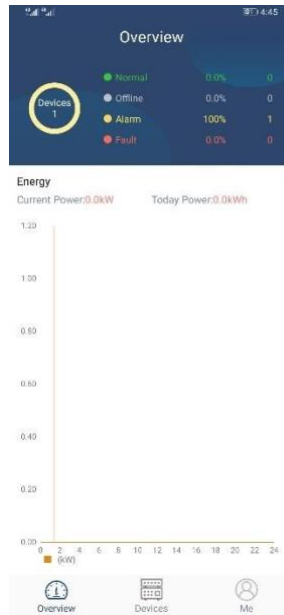 4:45
Overview
Devices
1
Normal 0.0% 0
Offline 0.0% 0
Alarm 100% 1
Fault 0.0% 0
Energy
Current Power:0.0kW Today Power:0.0kWh
1.20
1.00
0.80
0.60
0.40
0.20
0.00
0 2 4 6 8 10 12 14 16 18 20 22 24
(kW)
Overview Devices Me